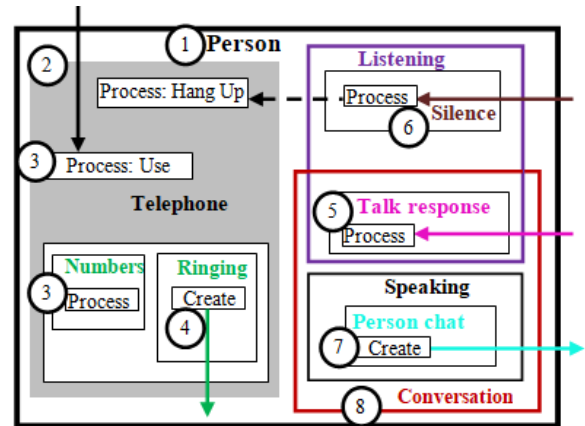 1 Person
2
Process: Hang Up
3 Process: Use
Telephone
Numbers
3 Process
Ringing
Create
4
Listening
Process
Silence
6
5 Talk response
Process
Speaking
Person chat
7 Create
Conversation
8